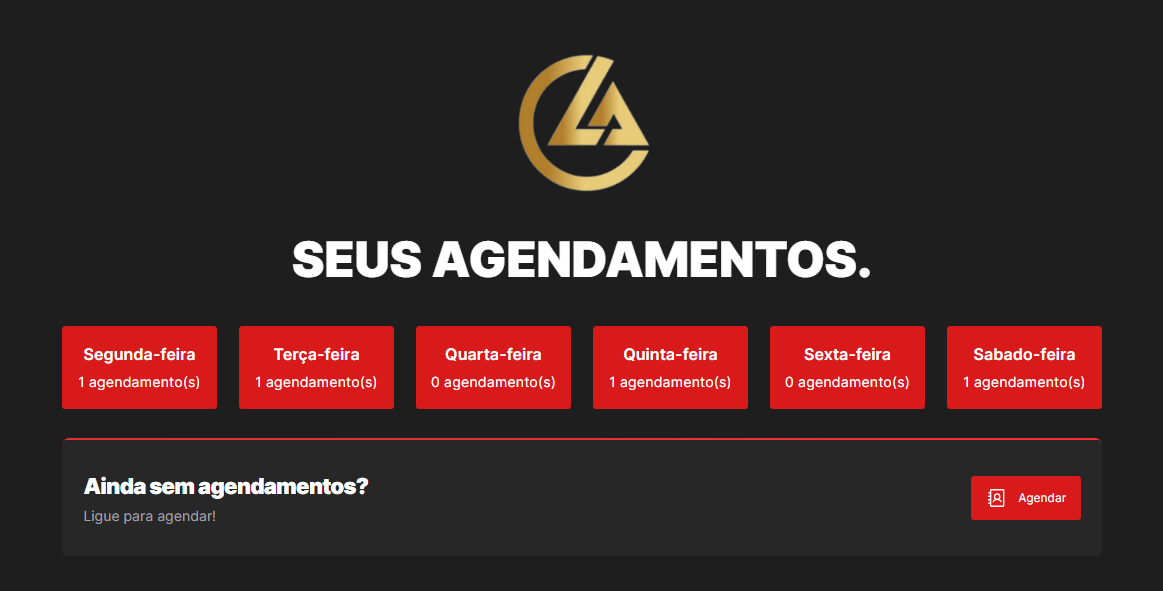 SEUS AGENDAMENTOS.
Segunda-feira
1 agendamento(s)
Terça-feira
1 agendamento(s)
Quarta-feira
0 agendamento(s)
Quinta-feira
1 agendamento(s)
Sexta-feira
0 agendamento(s)
Sabado-feira
1 agendamento(s)
Ainda sem agendamentos?
Ligue para agendar!
Agendar